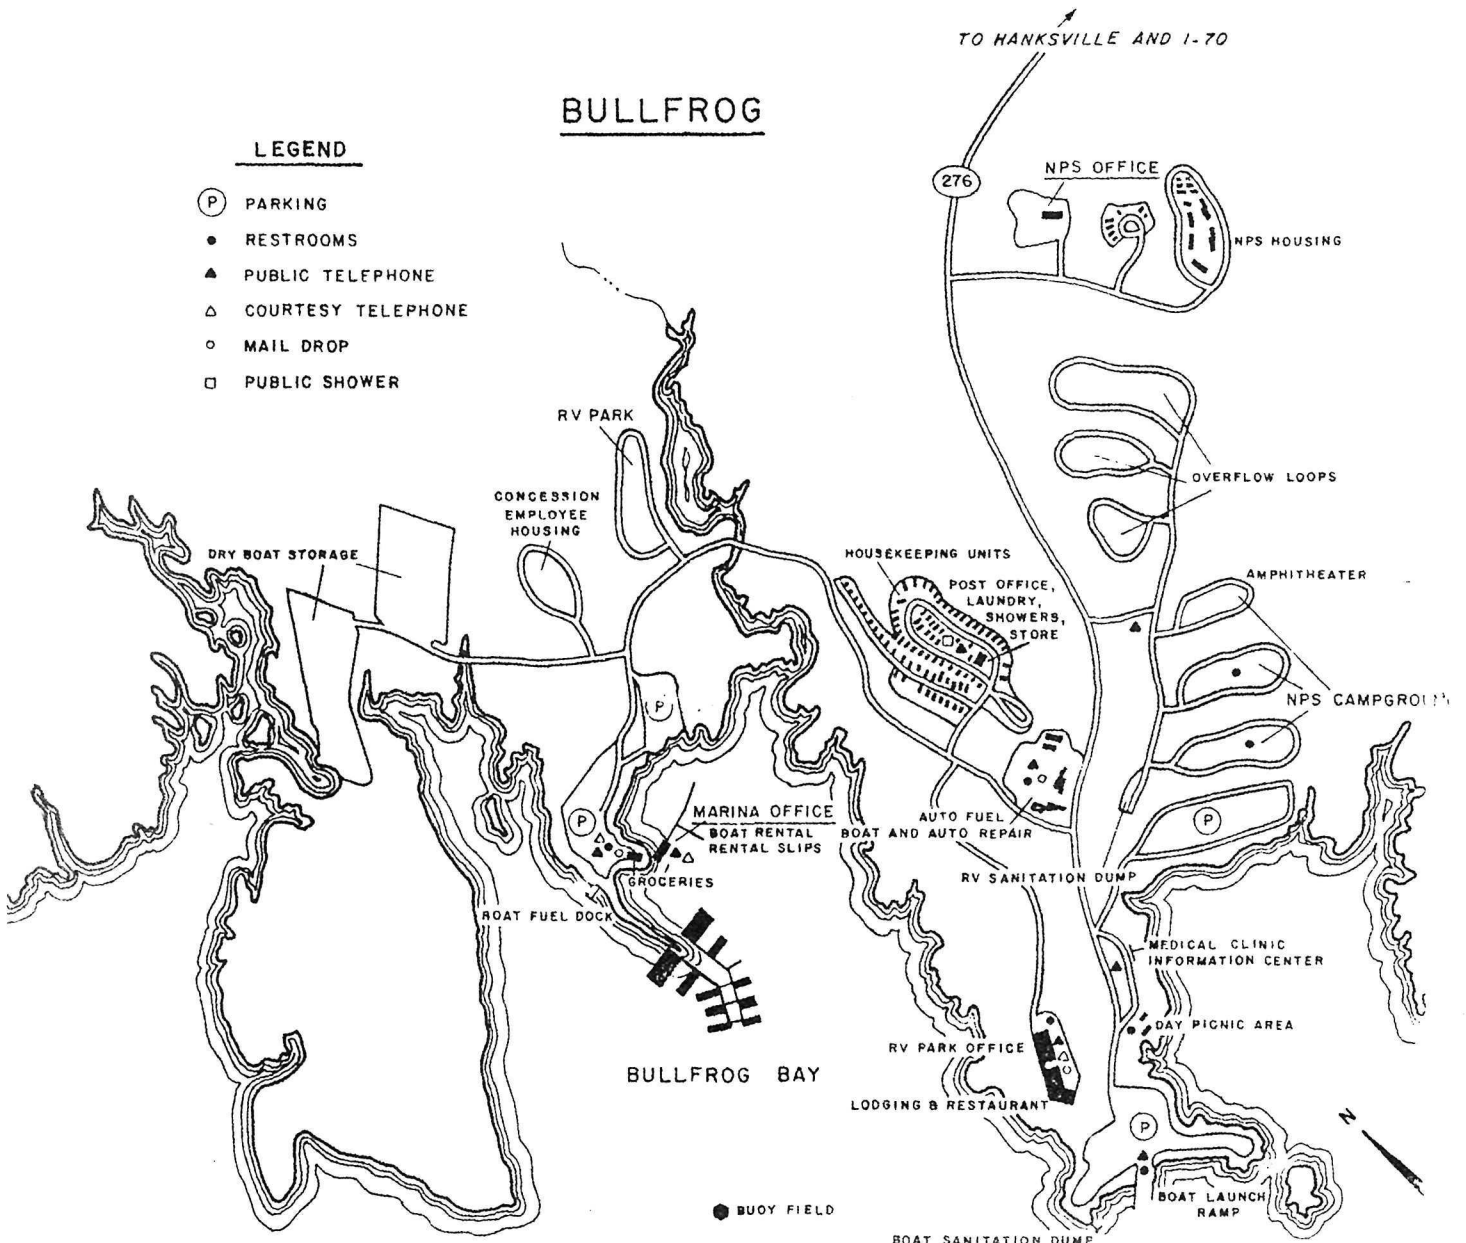 TO HANKSVILLE AND I-70
BULLFROG
LEGEND
P PARKING
RESTROOMS
PUBLIC TELEPHONE
COURTESY TELEPHONE
MAIL DROP
PUBLIC SHOWER
276
NPS OFFICE
NPS HOUSING
RV PARK
OVERFLOW LOOPS
CONCESSION
EMPLOYEE
HOUSING
DRY BOAT STORAGE
HOUSEKEEPING UNITS
POST OFFICE,
LAUNDRY,
SHOWERS,
STORE
AMPHITHEATER
NPS CAMPGROUN
P
MARINA OFFICE
BOAT RENTAL
RENTAL SLIPS
P
GROCERIES
BOAT FUEL DOCK
AUTO FUEL
BOAT AND AUTO REPAIR
P
RV SANITATION DUMP
MEDICAL CLINIC
INFORMATION CENTER
DAY PICNIC AREA
RV PARK OFFICE
BULLFROG BAY
LODGING & RESTAURANT
P
N
BOAT LAUNCH
RAMP
BUOY FIELD
BOAT SANITATION DUMP